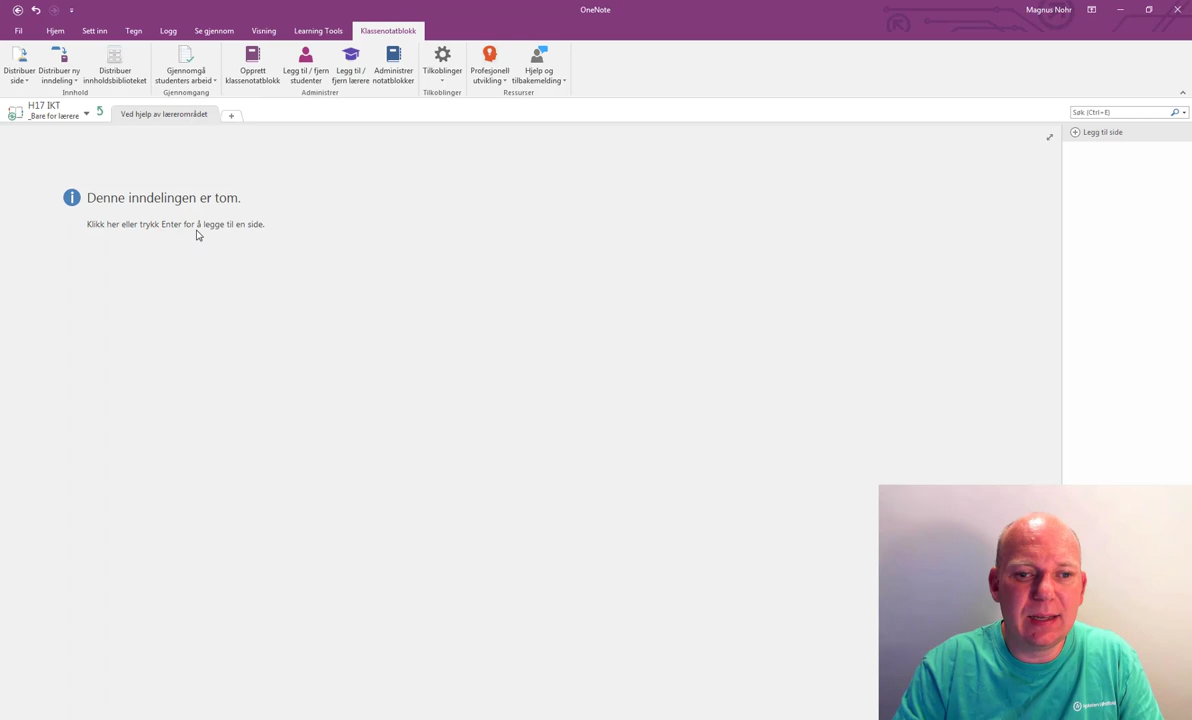 OneNote
Magnus Nohr
Fil Hjem Sett inn Tegn Logg Se gjennom Visning Learning Tools Klassenotatblokk
Distribuer side
Distribuer ny inndeling
Distribuer innholdsbiblioteket
Gjennomgå studenters arbeid
Opprett klassenotatblokk
Legg til / fjern studenter
Legg til / fjern lærere
Administrer notatblokker
Tilkoblinger
Profesjonell utvikling
Hjelp og tilbakemelding
Innhold Gjennomgang Administrer Tilkoblinger Ressurser
H17 IKT
_Bare for lærere
Ved hjelp av lærerområdet
Søk (Ctrl+E)
Legg til side
Denne inndelingen er tom.
Klikk her eller trykk Enter for å legge til en side.